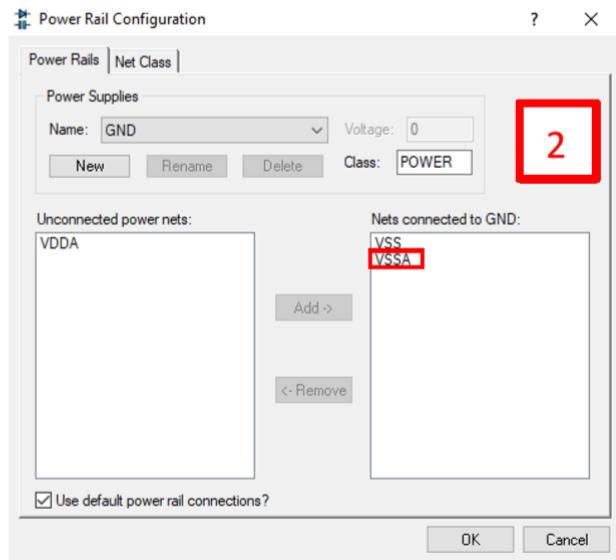 Power Rail Configuration ? ×
Power Rails Net Class
Power Supplies
Name: GND Voltage: 0
New Rename Delete Class: POWER
2
Unconnected power nets: Nets connected to GND:
VDDA VSS
VSSA
Add ->
<- Remove
Use default power rail connections?
OK Cancel